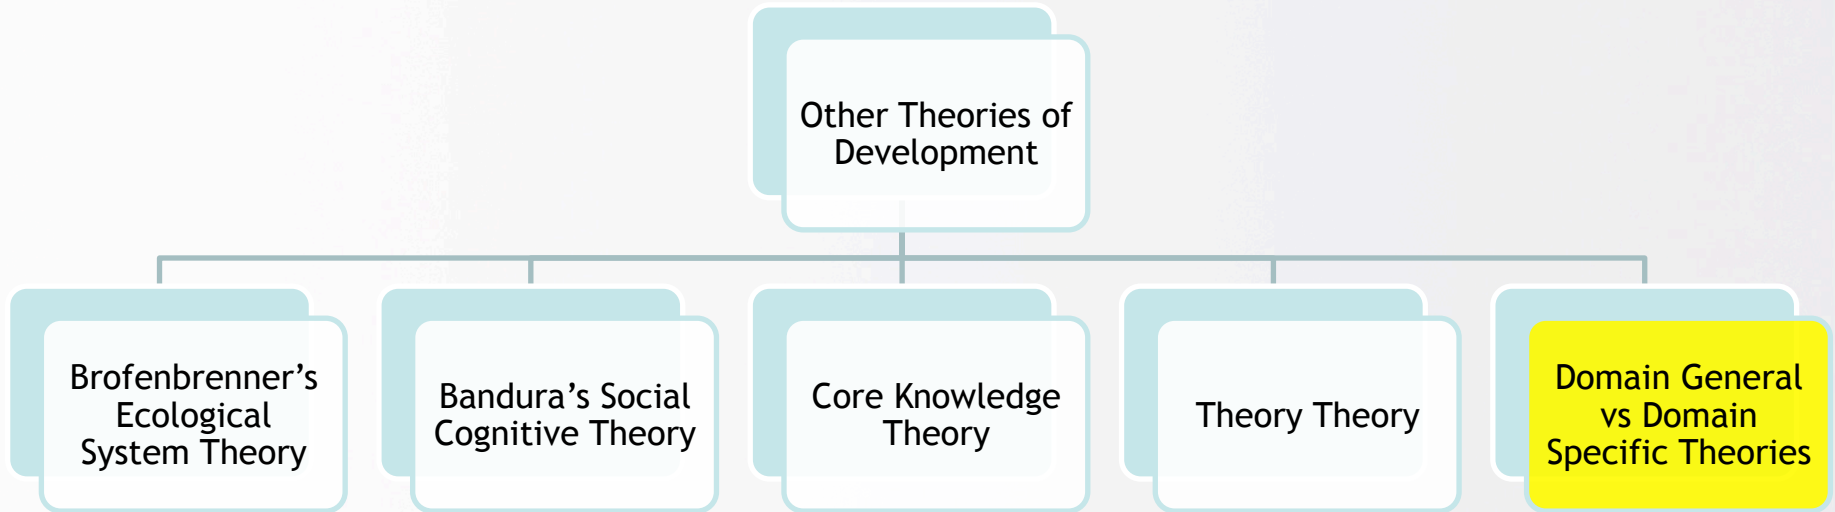 Other Theories of
Development
Brofenbrenner’s
Ecological
System Theory
Bandura’s Social
Cognitive Theory
Core Knowledge
Theory
Theory Theory
Domain General
vs Domain
Specific Theories